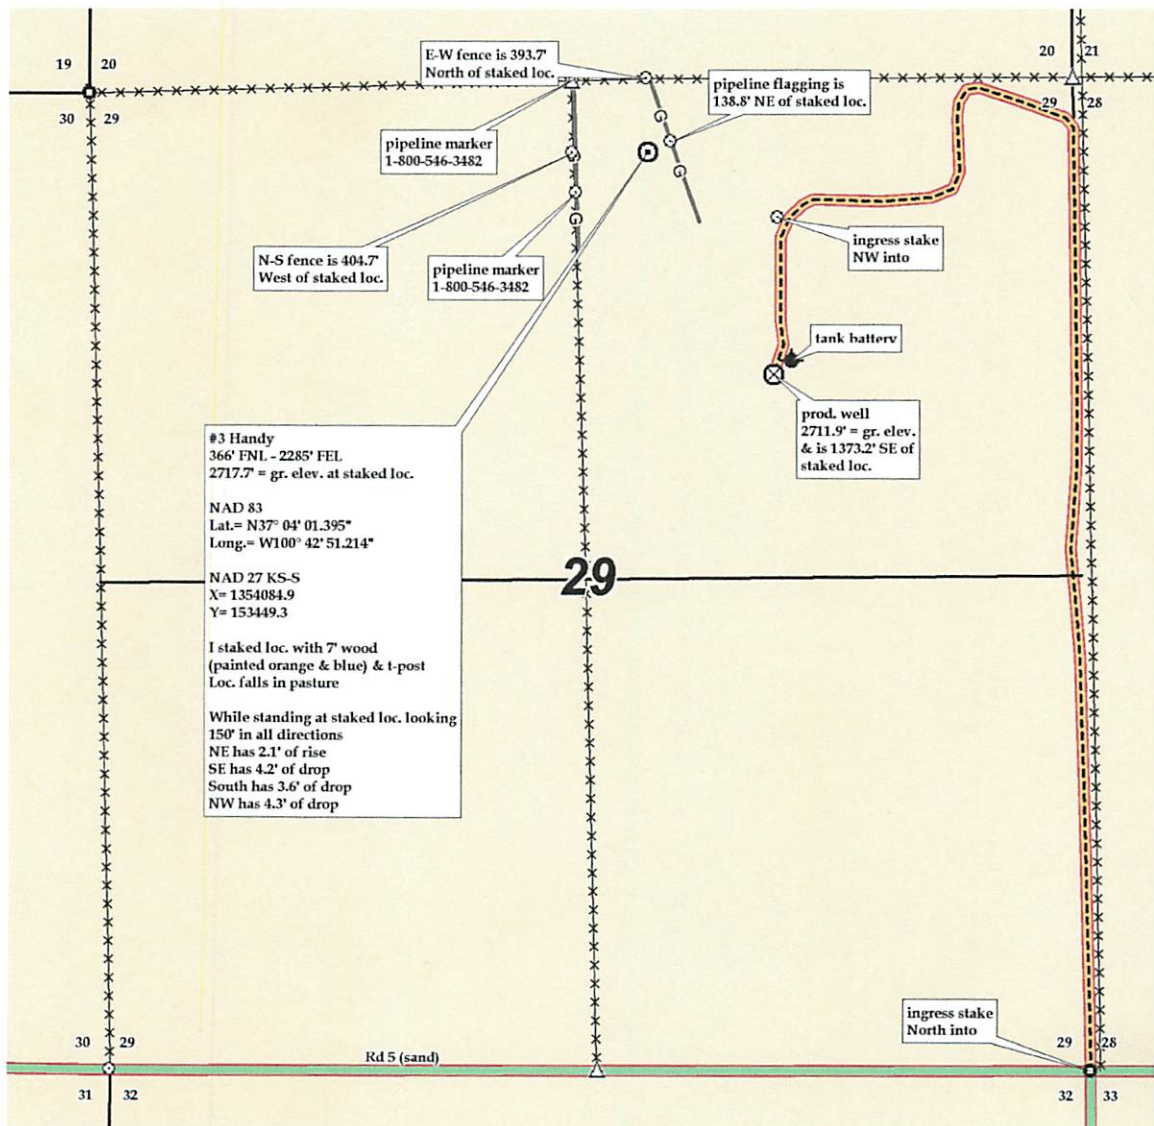 19
20
30
29
E-W fence is 393.7'
North of staked loc.
20
21
29
28
pipeline flagging is
138.8' NE of staked loc.
pipeline marker
1-800-546-3482
N-S fence is 404.7'
West of staked loc.
pipeline marker
1-800-546-3482
ingress stake
NW into
tank battery
prod. well
2711.9' = gr. elev.
& is 1373.2' SE of
staked loc.
#3 Handy
366' FNL - 2285' FEL
2717.7' = gr. elev. at staked loc.
NAD 83
Lat.= N37° 04' 01.395"
Long.= W100° 42' 51.214"
NAD 27 KS-S
X= 1354084.9
Y= 153449.3
I staked loc. with 7' wood
(painted orange & blue) & t-post
Loc. falls in pasture
While standing at staked loc. looking
150' in all directions
NE has 2.1' of rise
SE has 4.2' of drop
South has 3.6' of drop
NW has 4.3' of drop
29
ingress stake
North into
30
29
Rd 5 (sand)
31
32
29
28
32
33